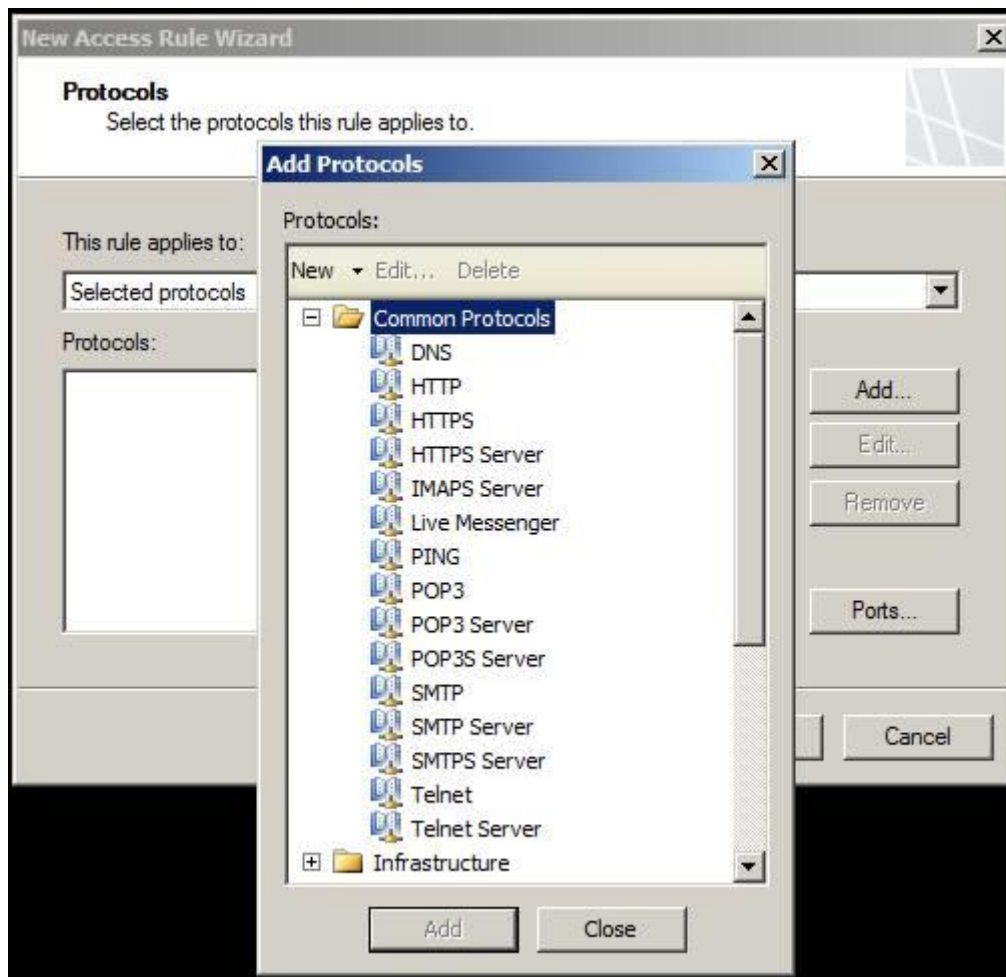 New Access Rule Wizard
Protocols
Select the protocols this rule applies to.
Add Protocols
Protocols:
This rule applies to:
New Edit... Delete
Selected protocols
Common Protocols
Protocols:
DNS
HTTP
Add...
HTTPS
Edit...
HTTPS Server
IMAPS Server
Remove
Live Messenger
PING
POP3
Ports...
POP3 Server
POP3S Server
SMTP
SMTP Server
Cancel
SMTPS Server
Telnet
Telnet Server
Infrastructure
Add
Close